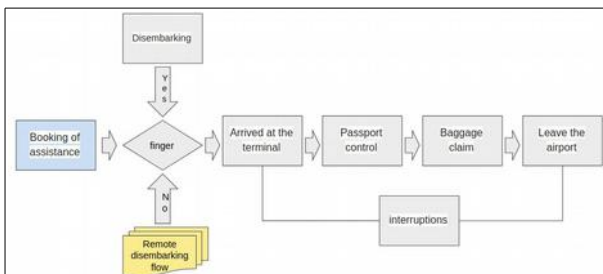 Disembarking
Yes
Booking of
assistance
finger
Arrived at the
terminal
Passport
control
Baggage
claim
Leave the
airport
No
interruptions
Remote
disembarking
flow